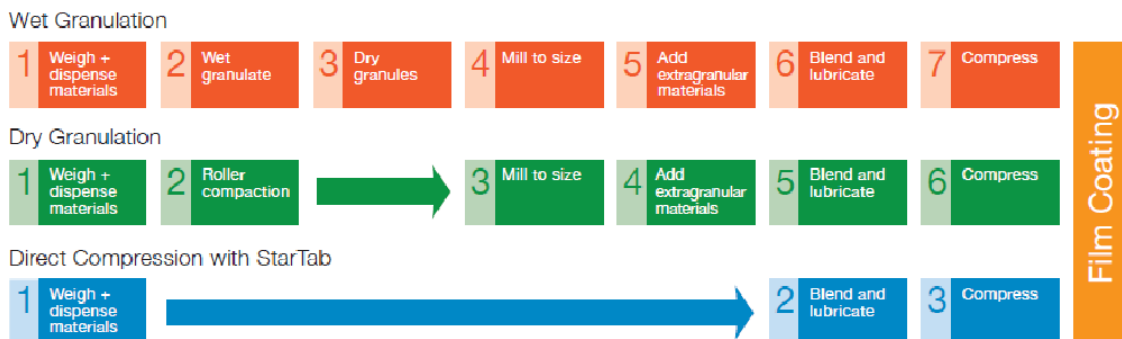 Wet Granulation
1 Weigh +
dispense
materials
2 Wet
granulate
3 Dry
granules
4 Mill to size
5 Add
extragranular
materials
6 Blend and
lubricate
7 Compress
Dry Granulation
1 Weigh +
dispense
materials
2 Roller
compaction
3 Mill to size
4 Add
extragranular
materials
5 Blend and
lubricate
6 Compress
Direct Compression with StarTab
1 Weigh +
dispense
materials
2 Blend and
lubricate
3 Compress
Film Coating